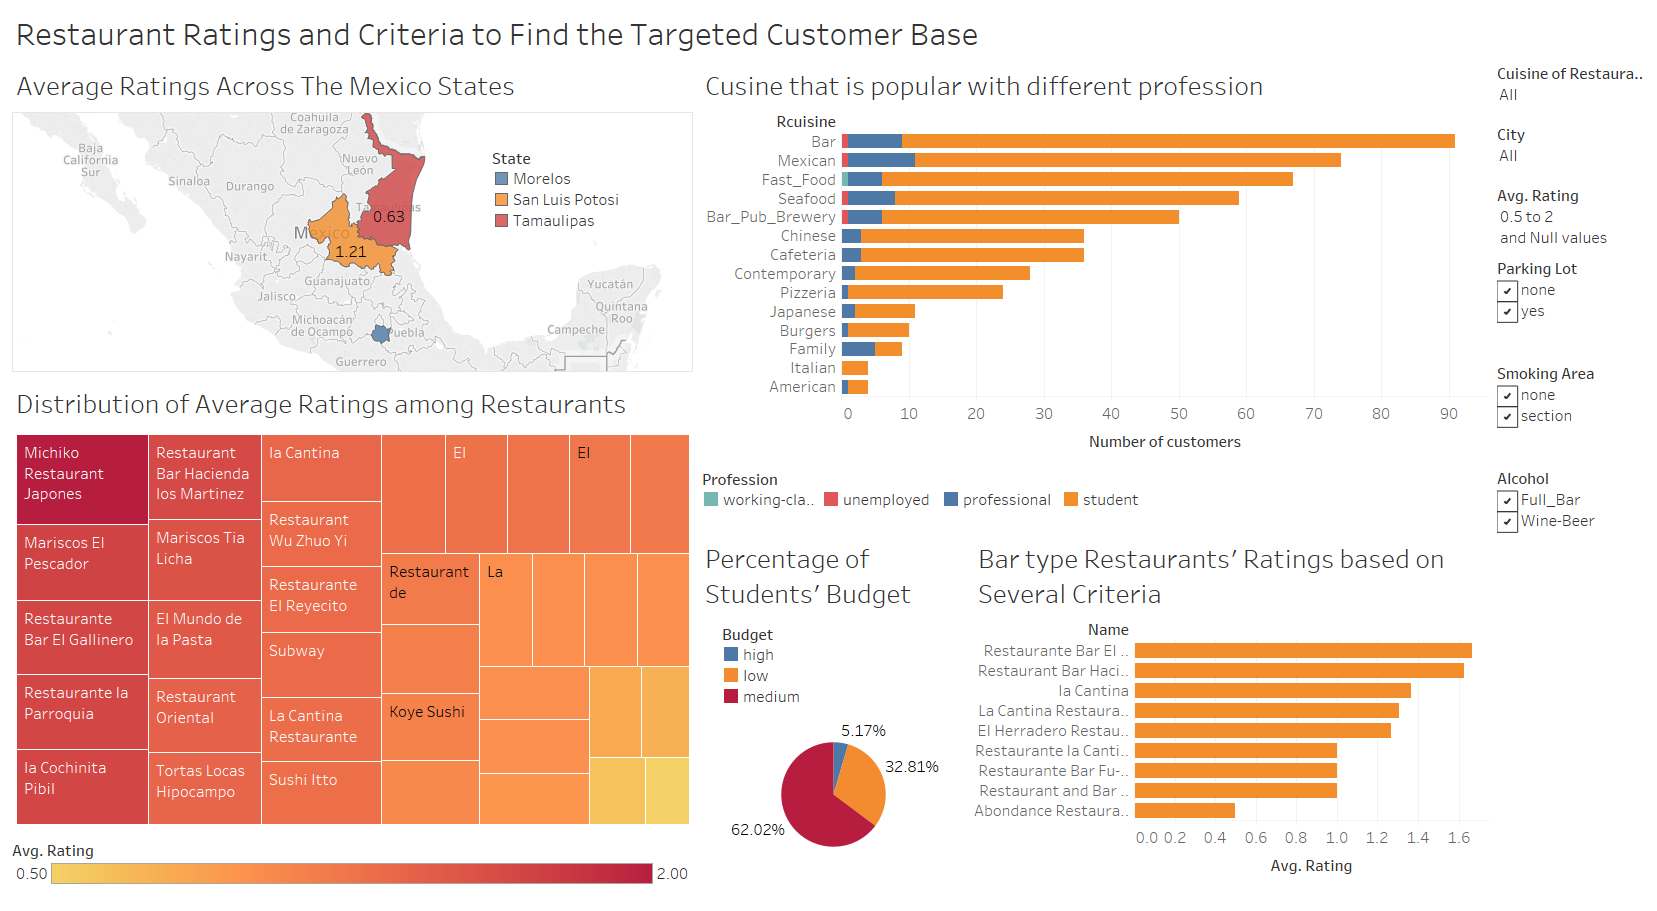 Restaurant Ratings and Criteria to Find the Targeted Customer Base
Average Ratings Across The Mexico States
Coahuila
de Zaragoza
Baja
California
Sur
Nuevo
León
Sinaloa
Durango
Tamaulipas
0.63
Mexico
1.21
Nayarit
Guanajuato
Jalisco
Michoacán
de Ocampo
Puebla
Guerrero
Yucatán
Quintana
Roo
Campeche
State
Morelos
San Luis Potosi
Tamaulipas
Cusine that is popular with different profession
Rcuisine
Bar
Mexican
Fast_Food
Seafood
Bar_Pub_Brewery
Chinese
Cafeteria
Contemporary
Pizzeria
Japanese
Burgers
Family
Italian
American
0 10 20 30 40 50 60 70 80 90
Number of customers
Profession
working-cla.. unemployed professional student
Cuisine of Restaura..
All
City
All
Avg. Rating
0.5 to 2
and Null values
Parking Lot
none
yes
Smoking Area
none
section
Alcohol
Full_Bar
Wine-Beer
Distribution of Average Ratings among Restaurants
Michiko
Restaurant
Japones
Mariscos El
Pescador
Restaurante
Bar El Gallinero
Restaurante la
Parroquia
la Cochinita
Pibil
Restaurant
Bar Hacienda
los Martinez
Mariscos Tia
Licha
El Mundo de
la Pasta
Restaurant
Oriental
Tortas Locas
Hipocampo
la Cantina
Restaurant
Wu Zhuo Yi
Restaurante
El Reyecito
Subway
La Cantina
Restaurante
Sushi Itto
El
El
Restaurant
de
La
Koye Sushi
Avg. Rating
0.50 2.00
Percentage of
Students' Budget
Budget
high
low
medium
5.17%
32.81%
62.02%
Bar type Restaurants' Ratings based on
Several Criteria
Name
Restaurante Bar El ..
Restaurant Bar Haci..
la Cantina
La Cantina Restaura..
El Herradero Restau..
Restaurante la Canti..
Restaurante Bar Fu-..
Restaurant and Bar ..
Abondance Restaura..
0.0 0.2 0.4 0.6 0.8 1.0 1.2 1.4 1.6
Avg. Rating